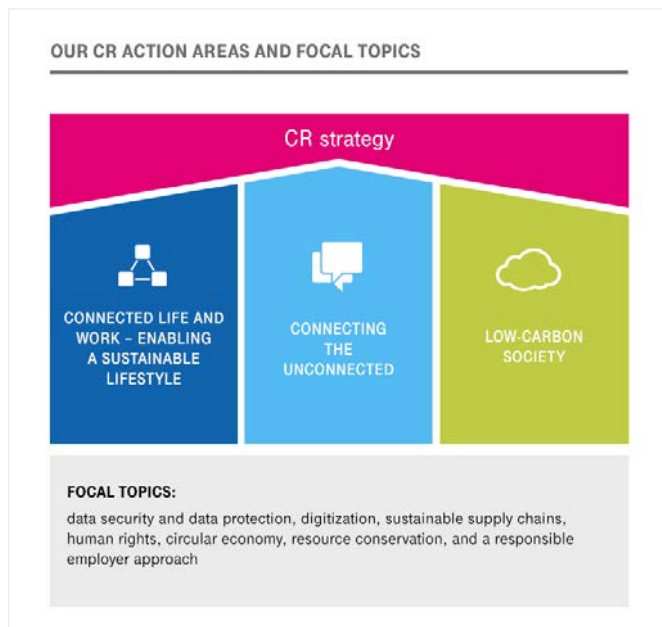 OUR CR ACTION AREAS AND FOCAL TOPICS
CR strategy
CONNECTED LIFE AND
WORK – ENABLING
A SUSTAINABLE
LIFESTYLE
CONNECTING
THE
UNCONNECTED
LOW-CARBON
SOCIETY
FOCAL TOPICS:
data security and data protection, digitization, sustainable supply chains,
human rights, circular economy, resource conservation, and a responsible
employer approach